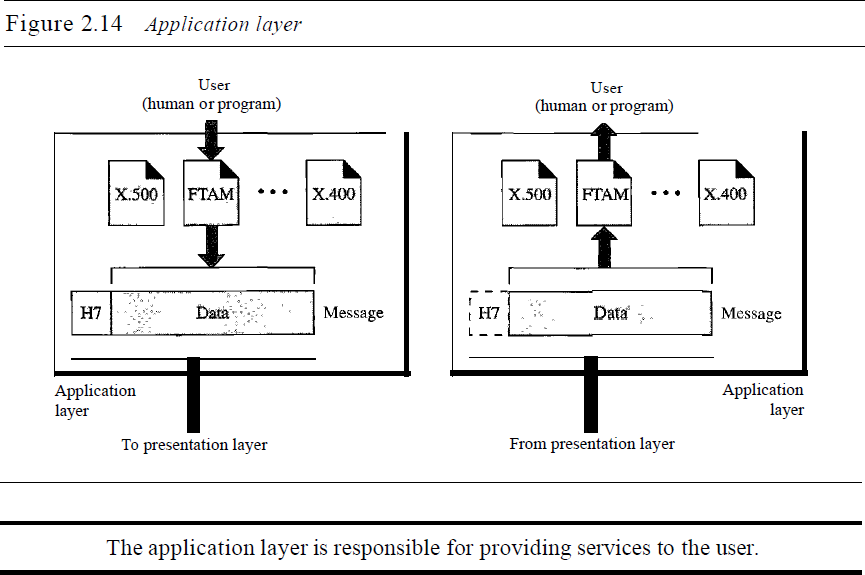 Figure 2.14 Application layer
User
(human or program)
X.500 FTAM ••• X.400
H7 Data Message
Application
layer
To presentation layer
User
(human or program)
X.500 FTAM ••• X.400
H7 Data Message
Application
layer
From presentation layer
The application layer is responsible for providing services to the user.